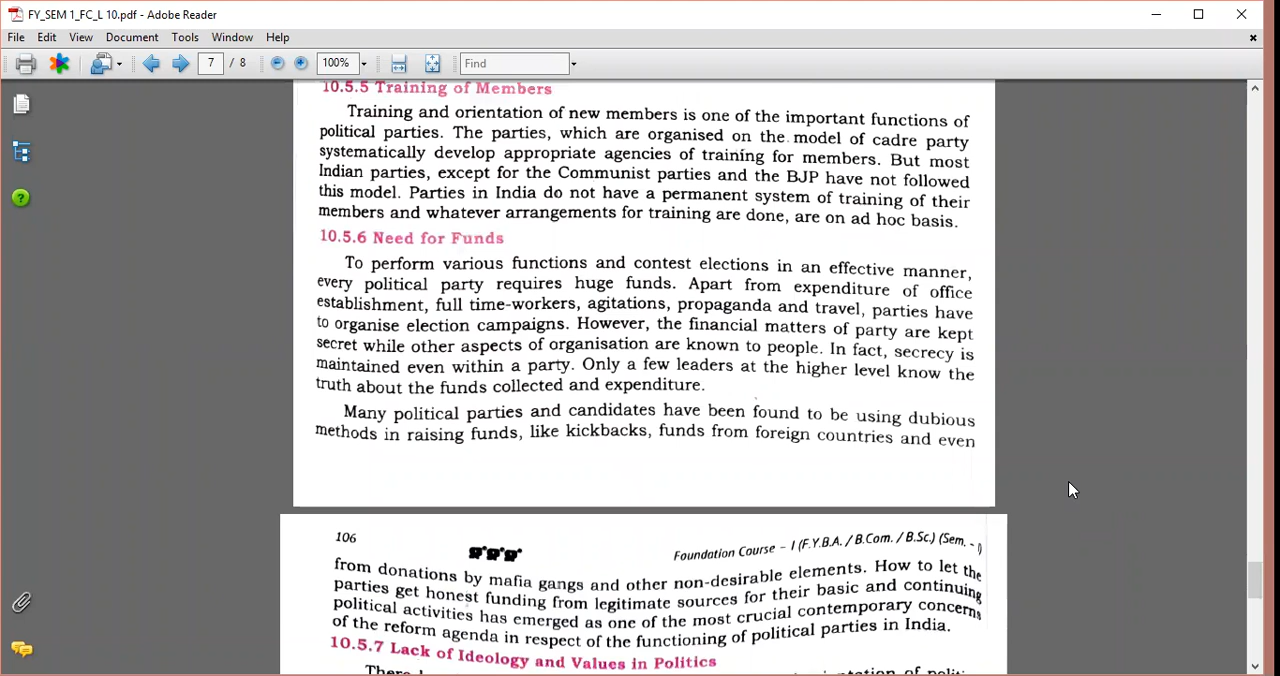 FY_SEM 1_FC_L 10.pdf - Adobe Reader
File Edit View Document Tools Window Help
7 / 8 100% Find
10.5.5 Training of Members
Training and orientation of new members is one of the important functions of
political parties. The parties, which are organised on the model of cadre party
systematically develop appropriate agencies of training for members. But most
Indian parties, except for the Communist parties and the BJP have not followed
this model. Parties in India do not have a permanent system of training of their
members and whatever arrangements for training are done, are on ad hoc basis.
10.5.6 Need for Funds
To perform various functions and contest elections in an effective manner,
every political party requires huge funds. Apart from expenditure of office
establishment, full time-workers, agitations, propaganda and travel, parties have
to organise election campaigns. However, the financial matters of party are kept
secret while other aspects of organisation are known to people. In fact, secrecy is
maintained even within a party. Only a few leaders at the higher level know the
truth about the funds collected and expenditure.
Many political parties and candidates have been found to be using dubious
methods in raising funds, like kickbacks, funds from foreign countries and even
106
Foundation Course - I (F.Y.B.A. / B.Com. / B.Sc.) (Sem. - I)
from donations by mafia gangs and other non-desirable elements. How to let the
parties get honest funding from legitimate sources for their basic and continuing
political activities has emerged as one of the most crucial contemporary concerns
of the reform agenda in respect of the functioning of political parties in India.
10.5.7 Lack of Ideology and Values in Politics